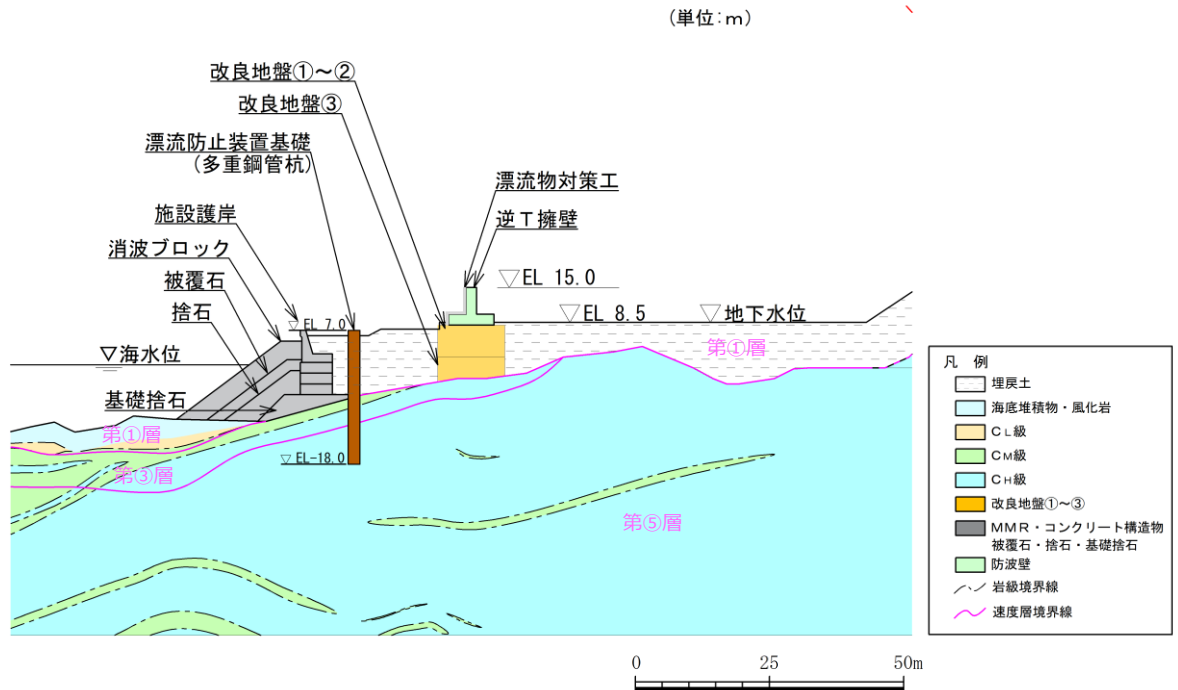 (単位:m)
改良地盤①~②
改良地盤③
漂流防止装置基礎
(多重鋼管杭)
漂流物対策工
施設護岸
逆T擁壁
消波ブロック
被覆石
▽EL 15.0
捨石
▽EL 7.0
▽EL 8.5
▽地下水位
▽海水位
第①層
基礎捨石
第①層
▽EL-18.0
第③層
第⑤層
凡 例
埋戻土
海底堆積物・風化岩
CL級
CM級
CH級
改良地盤①~③
MMR・コンクリート構造物
被覆石・捨石・基礎捨石
防波壁
岩級境界線
速度層境界線
0 25 50m